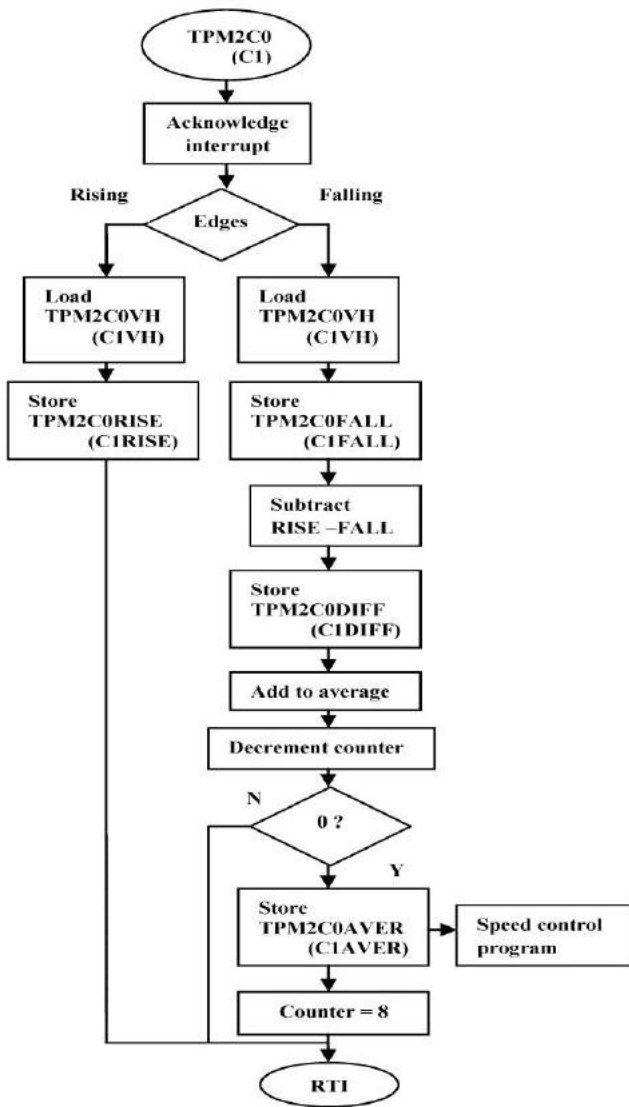 TPM2C0
(C1)
Acknowledge
interrupt
Rising
Falling
Edges
Load
TPM2C0VH
(C1VH)
Load
TPM2C0VH
(C1VH)
Store
TPM2C0RISE
(C1RISE)
Store
TPM2C0FALL
(C1FALL)
Subtract
RISE –FALL
Store
TPM2C0DIFF
(C1DIFF)
Add to average
Decrement counter
N
0 ?
Y
Store
TPM2C0AVER
(C1AVER)
Speed control
program
Counter = 8
RTI